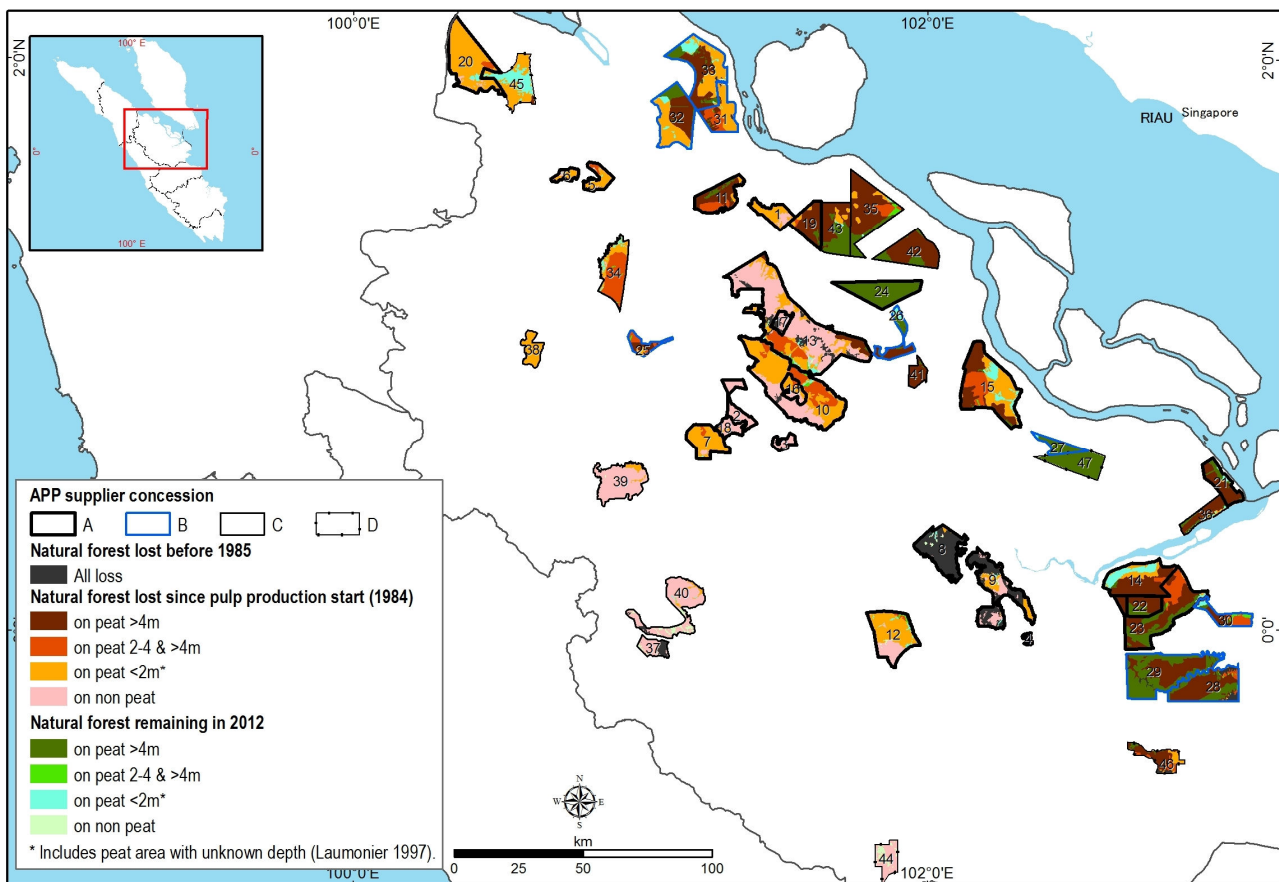 100°0'E
102°0'E
2°0'N
2°0'N
100° E
0°
0°
100° E
20
45
33
32
31
RIAU
Singapore
5
5
11
1
19
43
35
42
34
24
26
17
13
38
25
41
16
10
15
2
18
7
27
47
39
21
36
8
9
14
22
23
30
40
12
4
37
29
28
46
44
0°0'
0°0'
APP supplier concession
A
B
C
D
Natural forest lost before 1985
All loss
Natural forest lost since pulp production start (1984)
on peat >4m
on peat 2-4 & >4m
on peat <2m*
on non peat
Natural forest remaining in 2012
on peat >4m
on peat 2-4 & >4m
on peat <2m*
on non peat
* Includes peat area with unknown depth (Laumonier 1997).
N
W
E
S
km
0
50
100
100°0'E
102°0'E